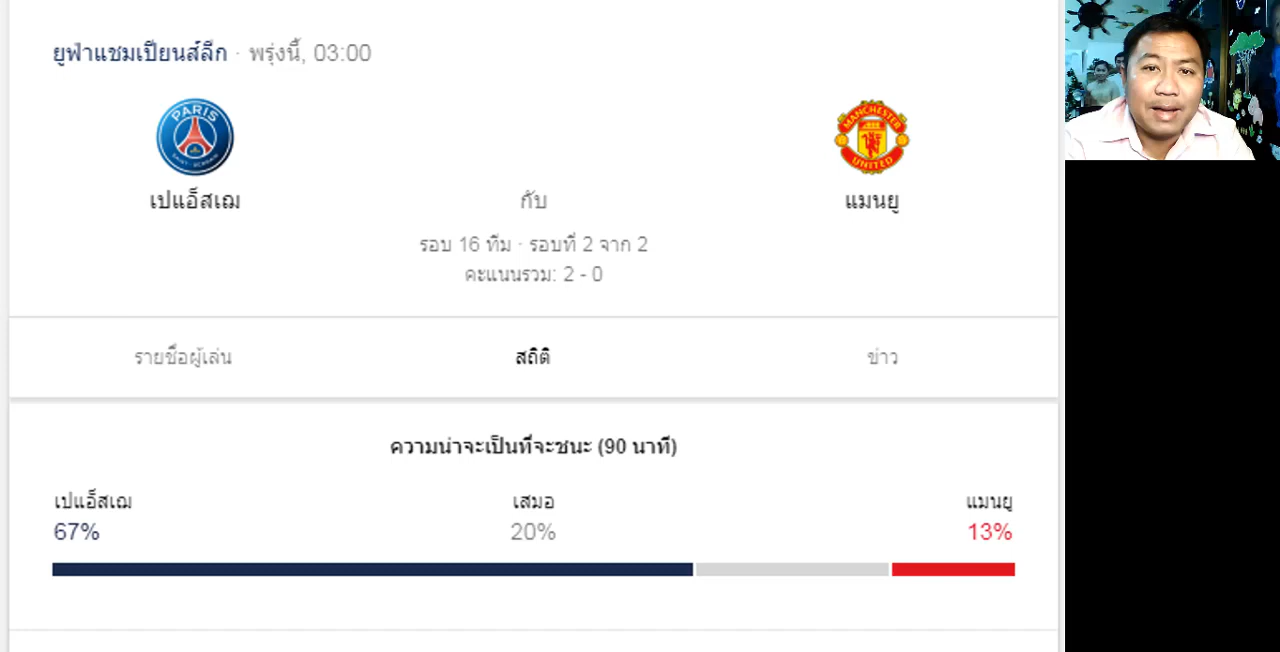 ยูฟ่าแชมเปียนส์ลีก · พรุ่งนี้, 03:00
PARIS
SAINT-GERMAIN
MANCHESTER
UNITED
เปแอ็สเฌ กับ แมนยู
รอบ 16 ทีม · รอบที่ 2 จาก 2
คะแนนรวม: 2 - 0
รายชื่อผู้เล่น สถิติ ข่าว
ความน่าจะเป็นที่จะชนะ (90 นาที)
เปแอ็สเฌ เสมอ แมนยู
67% 20% 13%